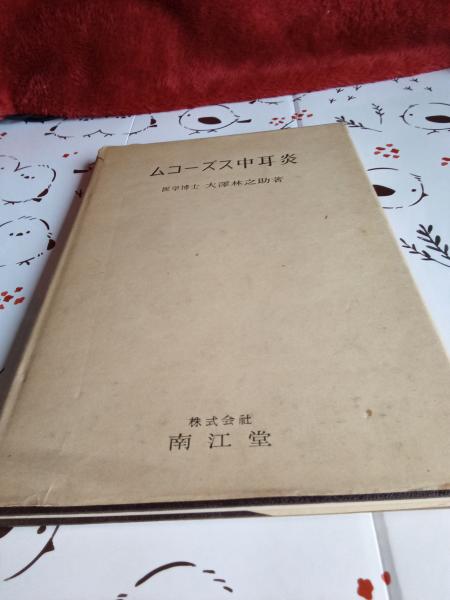 ムコーズス中耳炎
医学博士 大澤林之助著
株式会社
南江堂